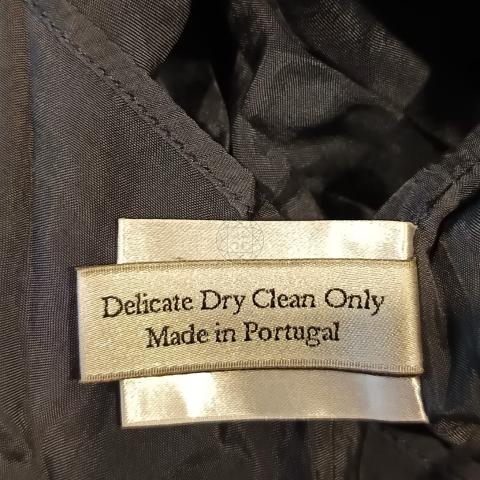 Delicate Dry Clean Only
Made in Portugal